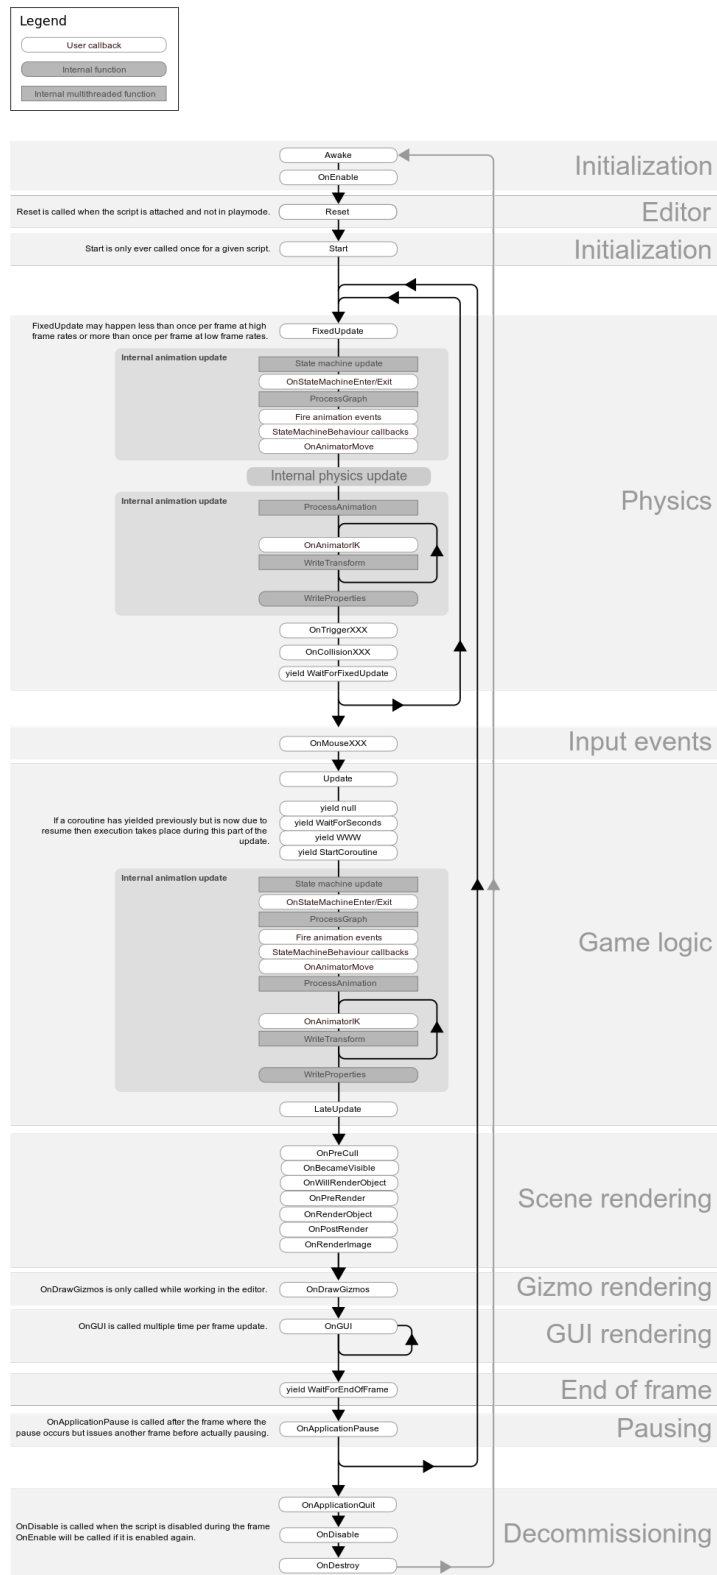 Legend
User callback
Internal function
Internal multithreaded function
Awake
Initialization
OnEnable
Reset is called when the script is attached and not in playmode.
Reset
Editor
Start is only ever called once for a given script.
Start
Initialization
FixedUpdate may happen less than once per frame at high
frame rates or more than once per frame at low frame rates.
FixedUpdate
Internal animation update
State machine update
OnStateMachineEnter/Exit
ProcessGraph
Fire animation events
StateMachineBehaviour callbacks
OnAnimatorMove
Internal physics update
Physics
Internal animation update
ProcessAnimation
OnAnimatorIK
WriteTransform
WriteProperties
OnTriggerXXX
OnCollisionXXX
yield WaitForFixedUpdate
OnMouseXXX
Input events
Update
yield null
If a coroutine has yielded previously but is now due to
resume then execution takes place during this part of the
update.
yield WaitForSeconds
yield WWW
yield StartCoroutine
Internal animation update
State machine update
OnStateMachineEnter/Exit
ProcessGraph
Fire animation events
StateMachineBehaviour callbacks
OnAnimatorMove
ProcessAnimation
Game logic
OnAnimatorIK
WriteTransform
WriteProperties
LateUpdate
OnPreCull
OnBecameVisible
OnWillRenderObject
OnPreRender
OnRenderObject
OnPostRender
OnRenderImage
Scene rendering
OnDrawGizmos is only called while working in the editor.
OnDrawGizmos
Gizmo rendering
OnGUI is called multiple time per frame update.
OnGUI
GUI rendering
yield WaitForEndOfFrame
End of frame
OnApplicationPause is called after the frame where the
pause occurs but issues another frame before actually pausing.
OnApplicationPause
Pausing
OnApplicationQuit
OnDisable is called when the script is disabled during the frame
OnEnable will be called if it is enabled again.
OnDisable
Decommissioning
OnDestroy